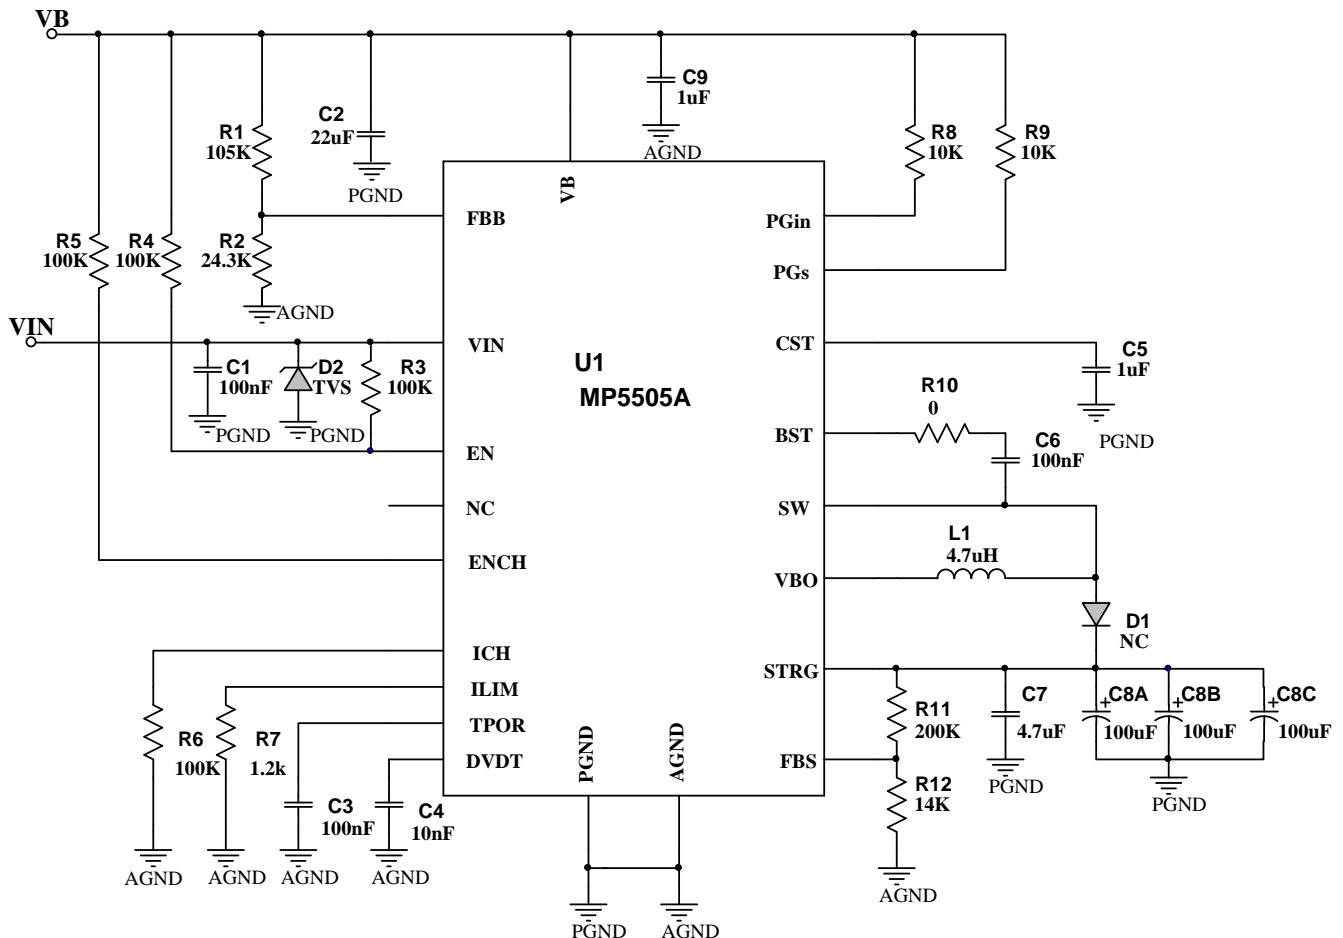 VB
C9
1uF
AGND
C2
22uF
PGND
R1
105K
R8
10K
R9
10K
VB
FBB
PGin
R5
100K
R4
100K
R2
24.3K
AGND
PGs
VIN
VIN
CST
C1
100nF
PGND
D2
TVS
PGND
R3
100K
U1
MP5505A
C5
1uF
PGND
R10
0
BST
C6
100nF
EN
NC
SW
ENCH
L1
4.7uH
VBO
D1
NC
ICH
STRG
ILIM
TPOR
DVDT
PGND
AGND
FBS
R6
100K
R7
1.2k
C3
100nF
C4
10nF
R11
200K
C7
4.7uF
PGND
C8A
100uF
C8B
100uF
C8C
100uF
PGND
R12
14K
AGND
AGND
AGND
AGND
AGND
PGND
AGND